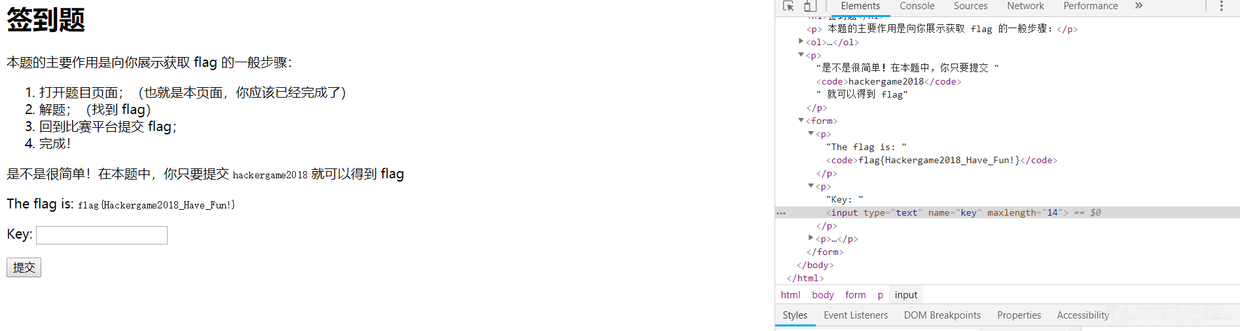 签到题
本题的主要作用是向你展示获取 flag 的一般步骤：
1. 打开题目页面；（也就是本页面，你应该已经完成了）
2. 解题；（找到 flag）
3. 回到比赛平台提交 flag；
4. 完成！
是不是很简单！在本题中，你只要提交 hackergame2018 就可以得到 flag
The flag is: flag{Hackergame2018_Have_Fun!}
Key:
提交
Elements Console Sources Network Performance »
<h1>签到题</h1>
<p> 本题的主要作用是向你展示获取 flag 的一般步骤：</p>
<ol>…</ol>
<p>
"是不是很简单！在本题中，你只要提交 "
<code>hackergame2018</code>
" 就可以得到 flag"
</p>
<form>
<p>
"The flag is: "
<code>flag{Hackergame2018_Have_Fun!}</code>
</p>
<p>
"Key: "
<input type="text" name="key" maxlength="14"> == $0
</p>
<p>…</p>
</form>
</body>
</html>
html body form p input
Styles Event Listeners DOM Breakpoints Properties Accessibility